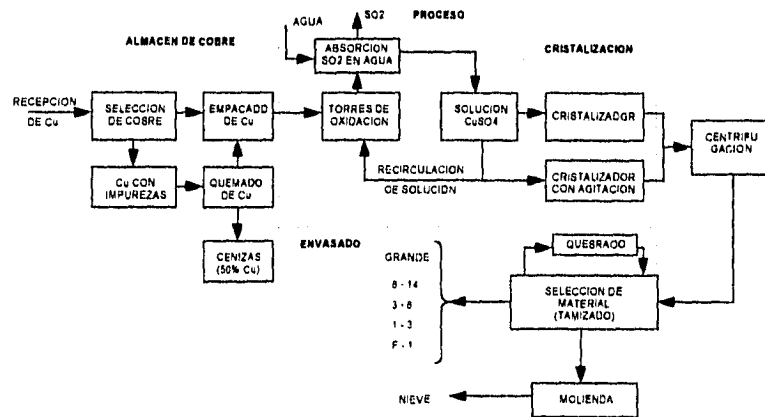 SO2
PROCESO
AGUA
ALMACEN DE COBRE
ABSORCION
SO2 EN AGUA
CRISTALIZACION
RECEPCION
DE Cu
SELECCION
DE COBRE
EMPACADO
DE Cu
TORRES DE
OXIDACION
SOLUCION
CuSO4
CRISTALIZADOR
CENTRIFU
GACION
Cu CON
IMPUREZAS
QUEMADO
DE Cu
RECIRCULACION
DE SOLUCION
CRISTALIZADOR
CON AGITACION
CENIZAS
(50% Cu)
ENVASADO
QUEBRADO
GRANDE
8 - 14
3 - 8
1 - 3
F - 1
SELECCION DE
MATERIAL
(TAMIZADO)
NIEVE
MOLIENDA